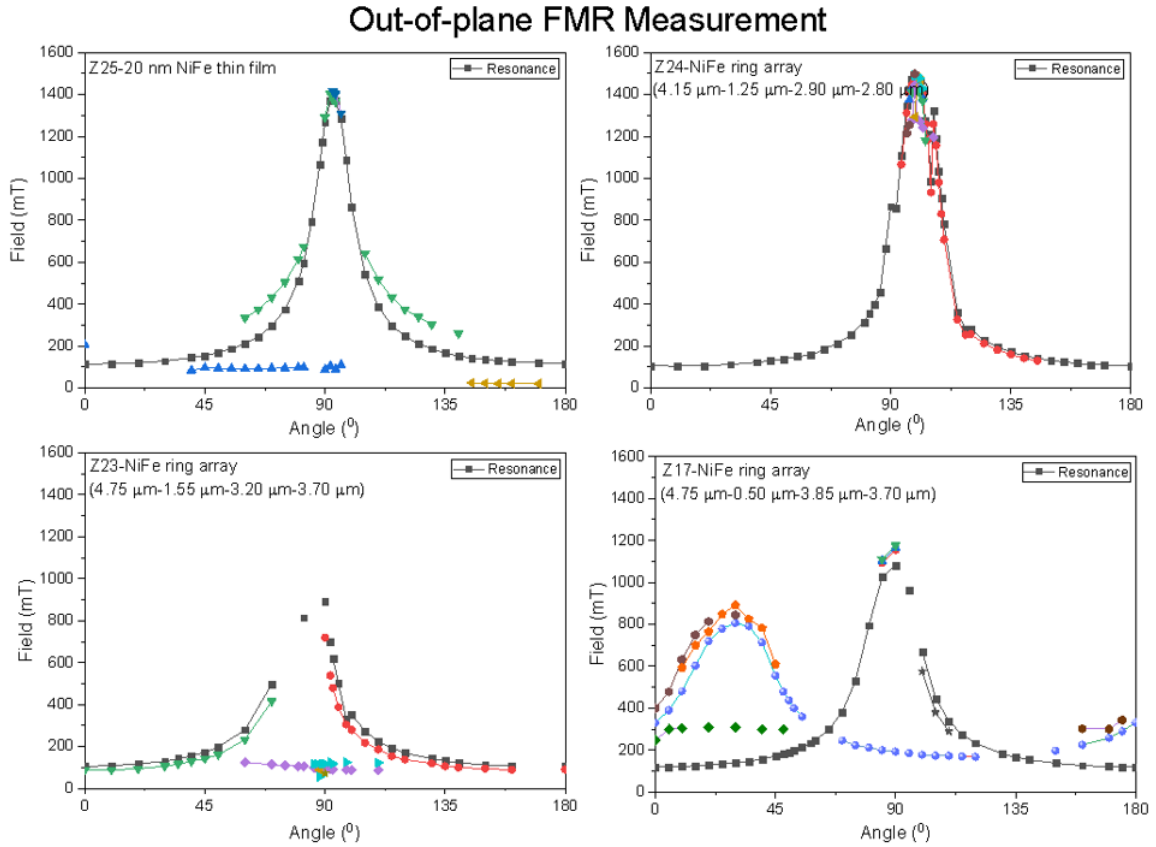 Out-of-plane FMR Measurement
Z25-20 nm NiFe thin film
Resonance
Field (mT)
1600
1400
1200
1000
800
600
400
200
0
0 45 90 135 180
Angle (⁰)
Z24-NiFe ring array
(4.15 µm-1.25 µm-2.90 µm-2.80 µm)
Resonance
Field (mT)
1600
1400
1200
1000
800
600
400
200
0
0 45 90 135 180
Angle (⁰)
Z23-NiFe ring array
(4.75 µm-1.55 µm-3.20 µm-3.70 µm)
Resonance
Field (mT)
1600
1400
1200
1000
800
600
400
200
0
0 45 90 135 180
Angle (⁰)
Z17-NiFe ring array
(4.75 µm-0.50 µm-3.85 µm-3.70 µm)
Resonance
Field (mT)
1600
1400
1200
1000
800
600
400
200
0
0 45 90 135 180
Angle (⁰)